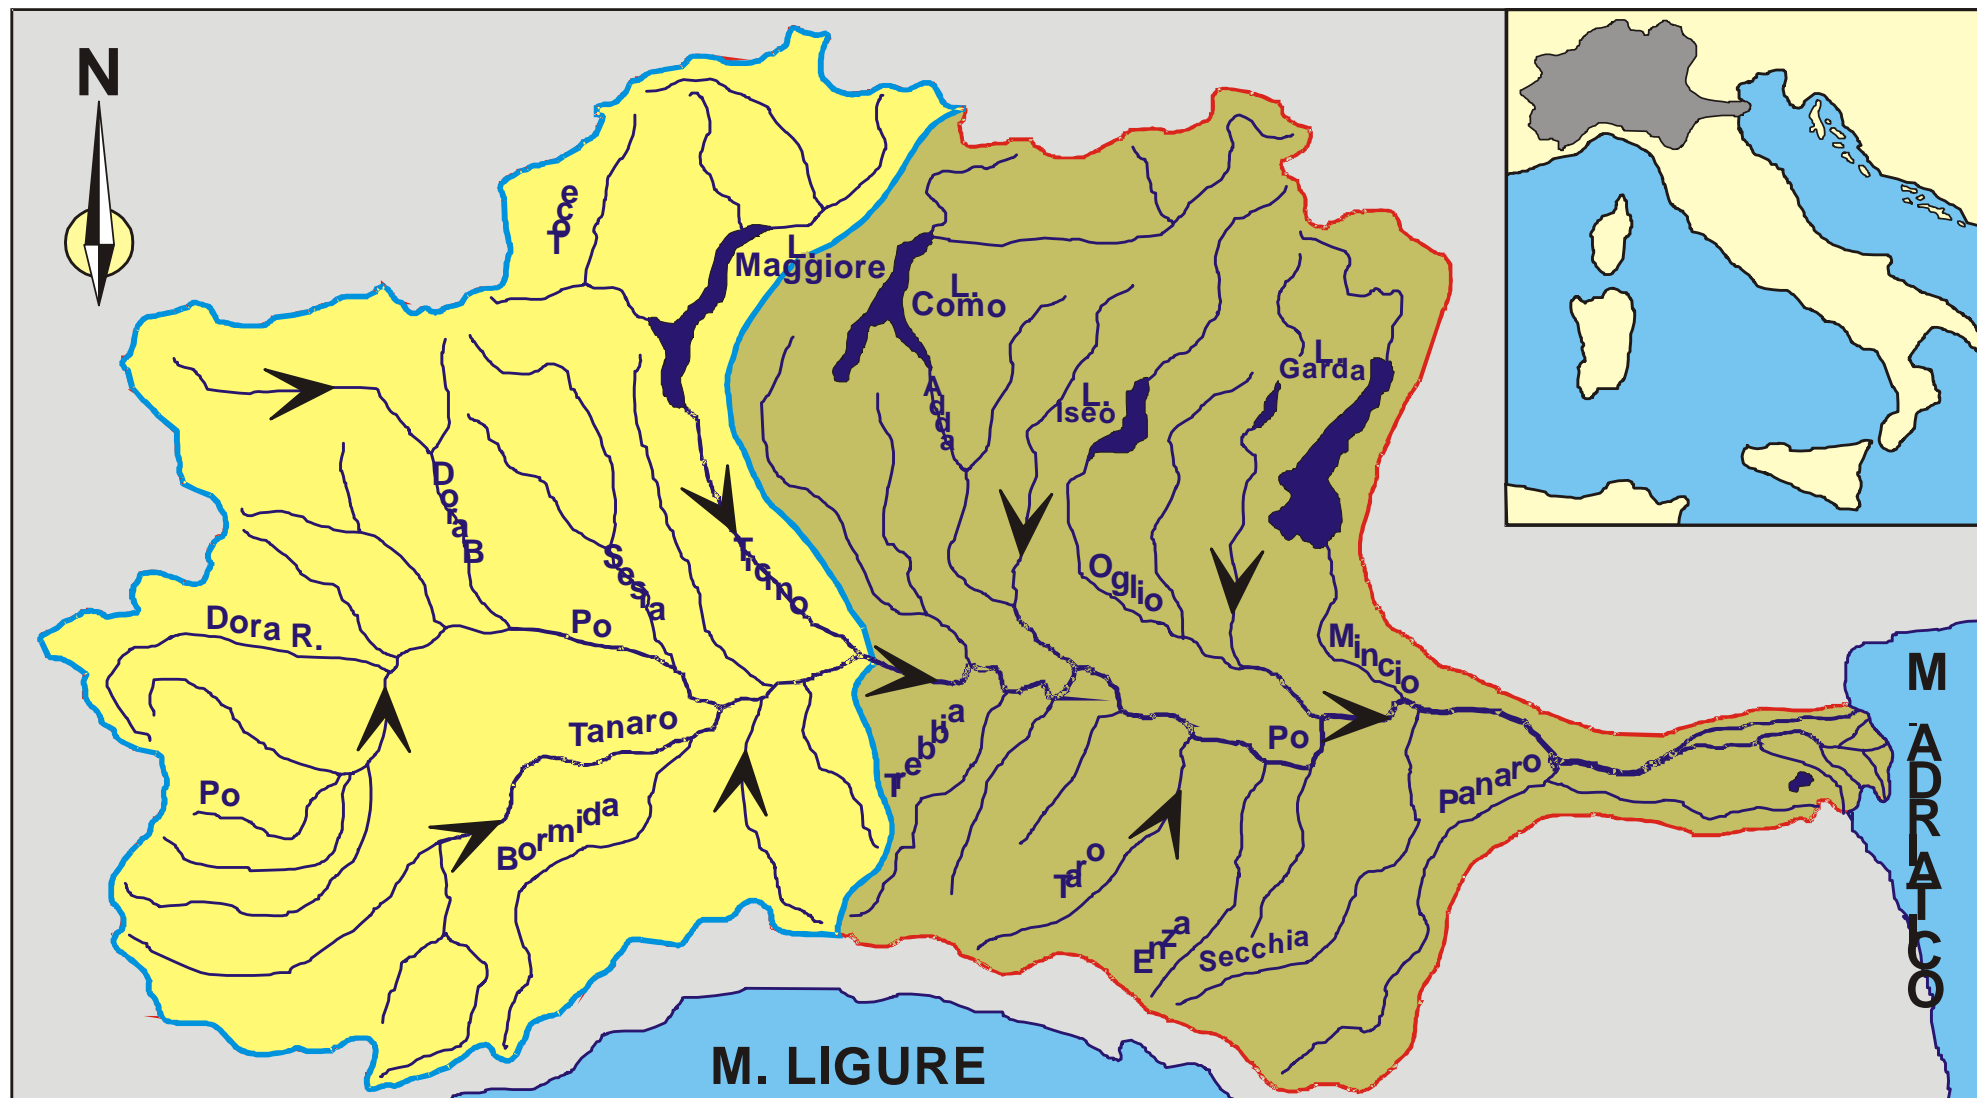 N
Toce
L.
Maggiore
L.
Como
Adda
L.
Iseo
L.
Garda
Dora B
Sesia
Ticino
Oglio
Dora R.
Po
Mincio
Tanaro
Po
Bormida
Trebbia
Po
Panaro
Taro
Enza
Secchia
M. ADRIATICO
M. LIGURE